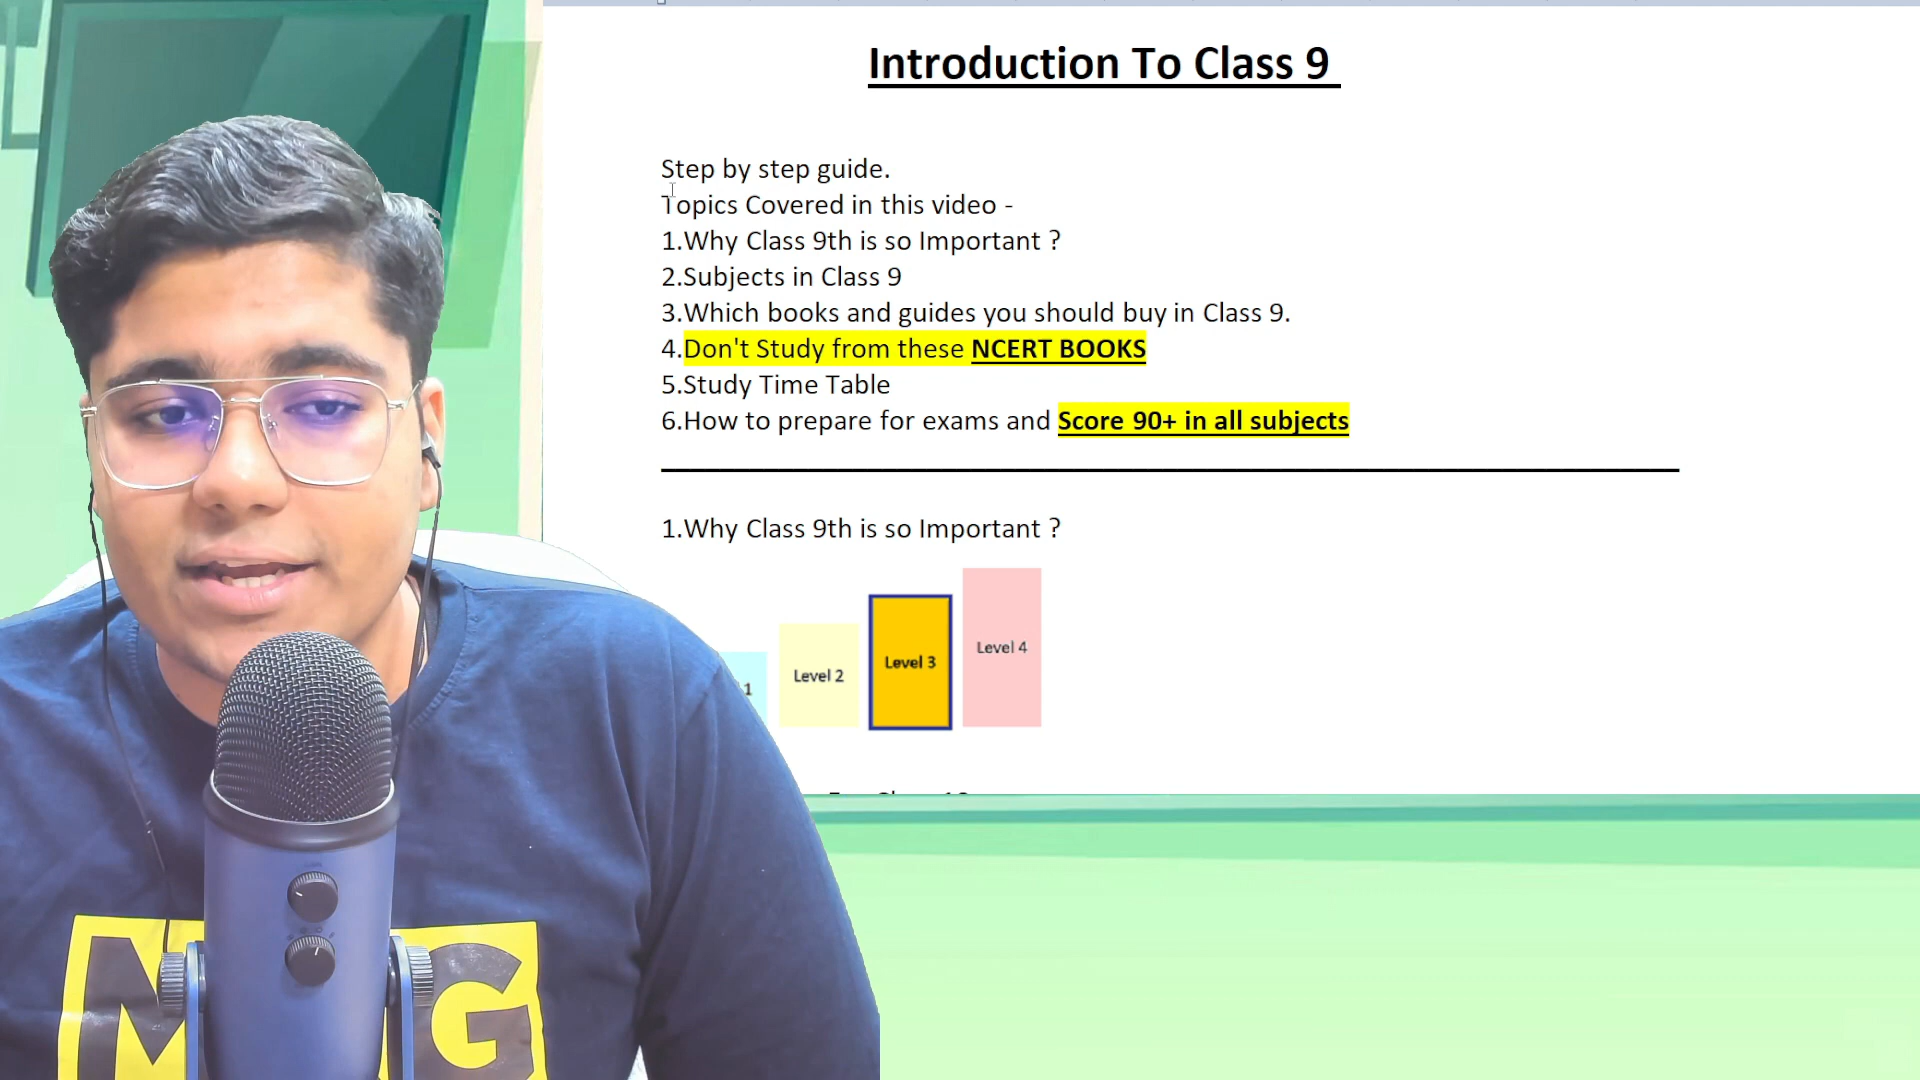 Introduction To Class 9
Step by step guide.
Topics Covered in this video -
1.Why Class 9th is so Important ?
2.Subjects in Class 9
3.Which books and guides you should buy in Class 9.
4.Don't Study from these NCERT BOOKS
5.Study Time Table
6.How to prepare for exams and Score 90+ in all subjects
1.Why Class 9th is so Important ?
1
Level 2
Level 3
Level 4